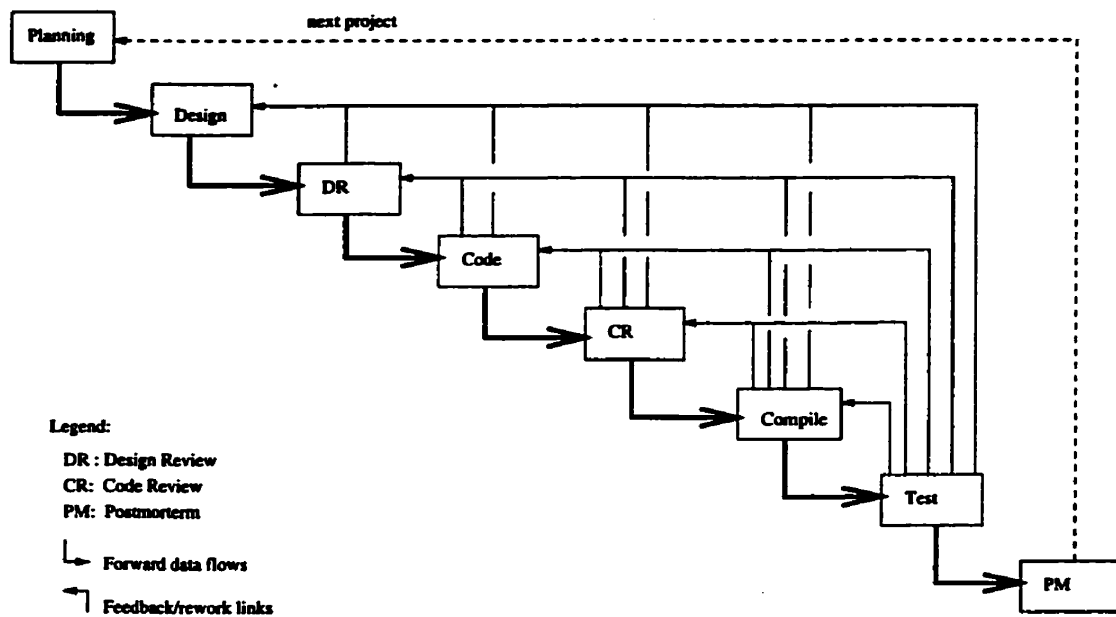 next project
Planning
Design
DR
Code
CR
Compile
Test
PM
Legend:
DR : Design Review
CR: Code Review
PM: Postmorterm
Forward data flows
Feedback/rework links